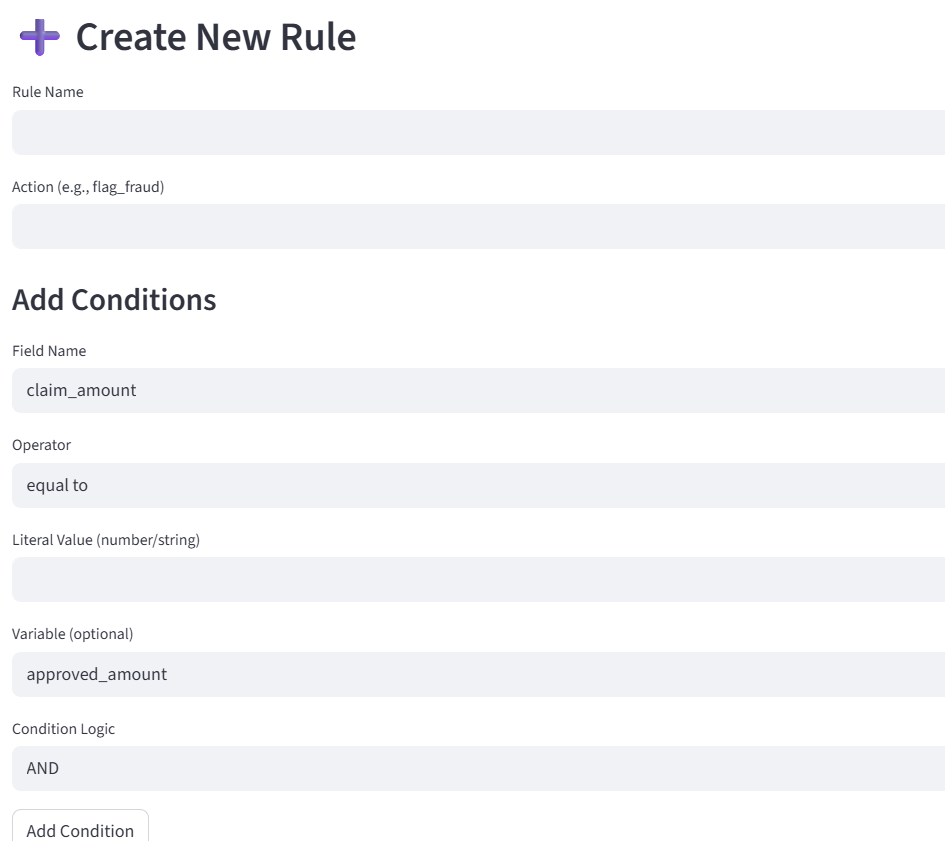 Create New Rule
Rule Name
Action (e.g., flag_fraud)
Add Conditions
Field Name
claim_amount
Operator
equal to
Literal Value (number/string)
Variable (optional)
approved_amount
Condition Logic
AND
Add Condition